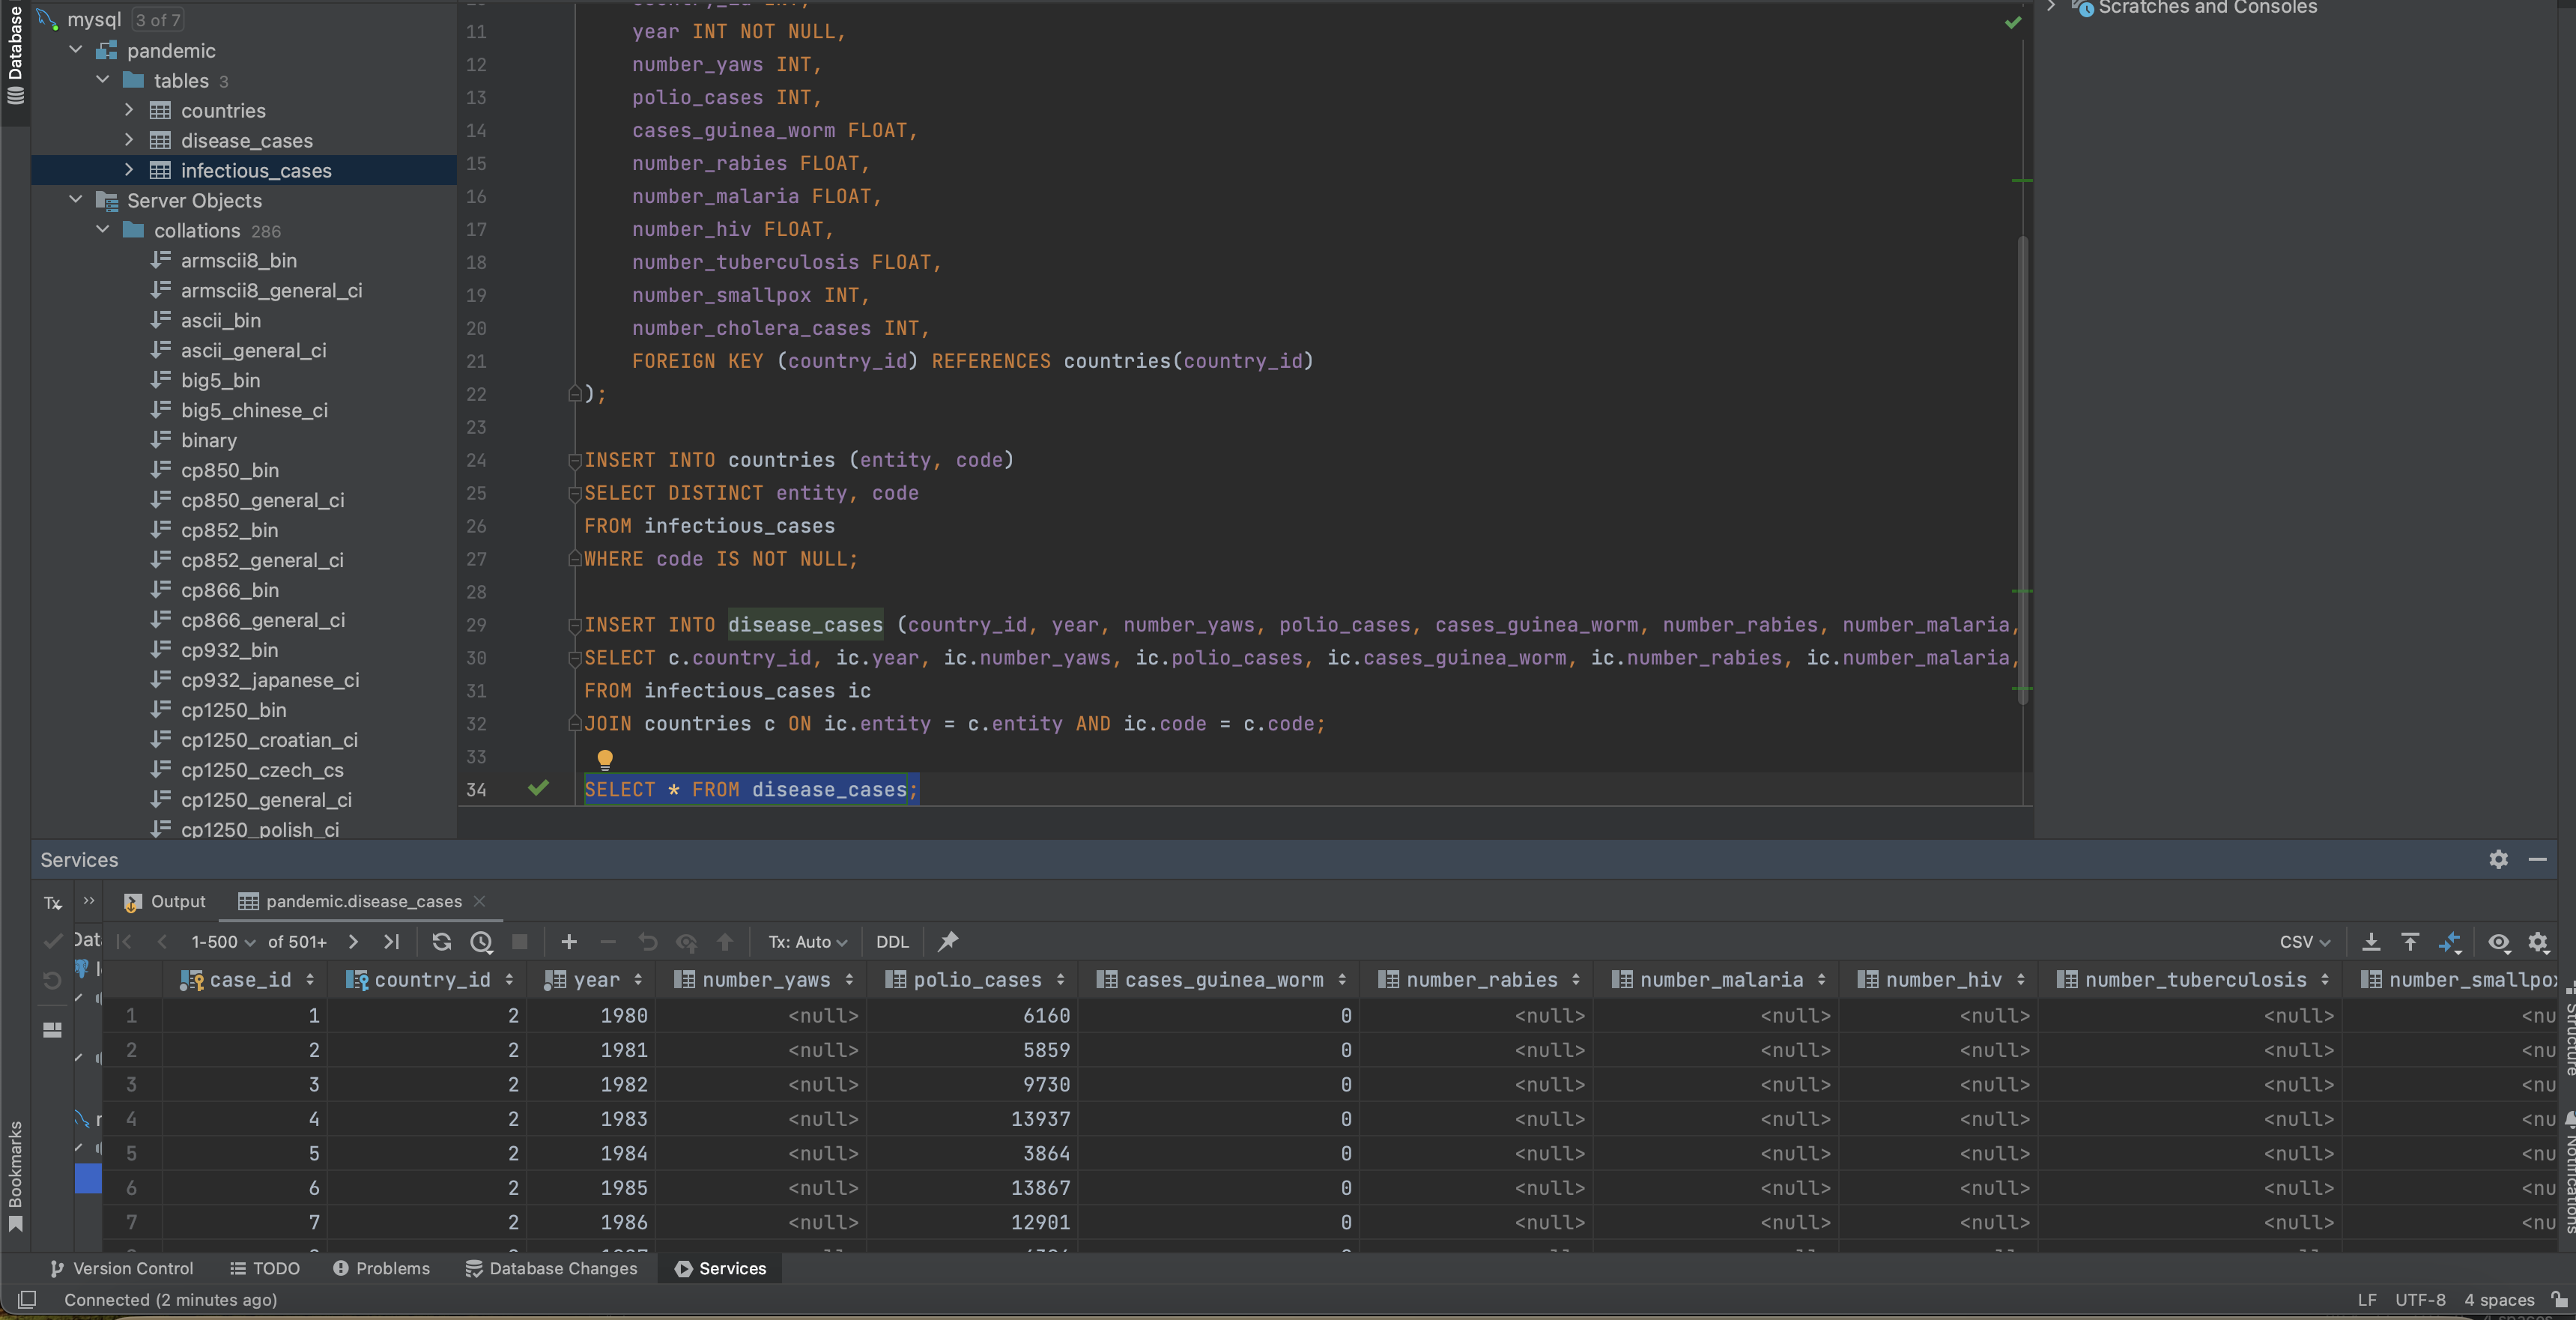 Database
mysql 3 of 7
pandemic
tables 3
countries
disease_cases
infectious_cases
Server Objects
collations 286
armscii8_bin
armscii8_general_ci
ascii_bin
ascii_general_ci
big5_bin
big5_chinese_ci
binary
cp850_bin
cp850_general_ci
cp852_bin
cp852_general_ci
cp866_bin
cp866_general_ci
cp932_bin
cp932_japanese_ci
cp1250_bin
cp1250_croatian_ci
cp1250_czech_cs
cp1250_general_ci
cp1250_polish_ci
11 year INT NOT NULL,
12 number_yaws INT,
13 polio_cases INT,
14 cases_guinea_worm FLOAT,
15 number_rabies FLOAT,
16 number_malaria FLOAT,
17 number_hiv FLOAT,
18 number_tuberculosis FLOAT,
19 number_smallpox INT,
20 number_cholera_cases INT,
21 FOREIGN KEY (country_id) REFERENCES countries(country_id)
22 );
23
24 INSERT INTO countries (entity, code)
25 SELECT DISTINCT entity, code
26 FROM infectious_cases
27 WHERE code IS NOT NULL;
28
29 INSERT INTO disease_cases (country_id, year, number_yaws, polio_cases, cases_guinea_worm, number_rabies, number_malaria,
30 SELECT c.country_id, ic.year, ic.number_yaws, ic.polio_cases, ic.cases_guinea_worm, ic.number_rabies, ic.number_malaria,
31 FROM infectious_cases ic
32 JOIN countries c ON ic.entity = c.entity AND ic.code = c.code;
33
34 SELECT * FROM disease_cases;
Scratches and Consoles
Services
Tx Output pandemic.disease_cases
1-500 of 501+ Tx: Auto DDL CSV
case_id country_id year number_yaws polio_cases cases_guinea_worm number_rabies number_malaria number_hiv number_tuberculosis number_smallpo
1 1 2 1980 <null> 6160 0 <null> <null> <null> <null> <nu
2 2 2 1981 <null> 5859 0 <null> <null> <null> <null> <nu
3 3 2 1982 <null> 9730 0 <null> <null> <null> <null> <nu
4 4 2 1983 <null> 13937 0 <null> <null> <null> <null> <nu
5 5 2 1984 <null> 3864 0 <null> <null> <null> <null> <nu
6 6 2 1985 <null> 13867 0 <null> <null> <null> <null> <nu
7 7 2 1986 <null> 12901 0 <null> <null> <null> <null> <nu
Bookmarks
Structure
Notifications
Version Control TODO Problems Database Changes Services
Connected (2 minutes ago) LF UTF-8 4 spaces